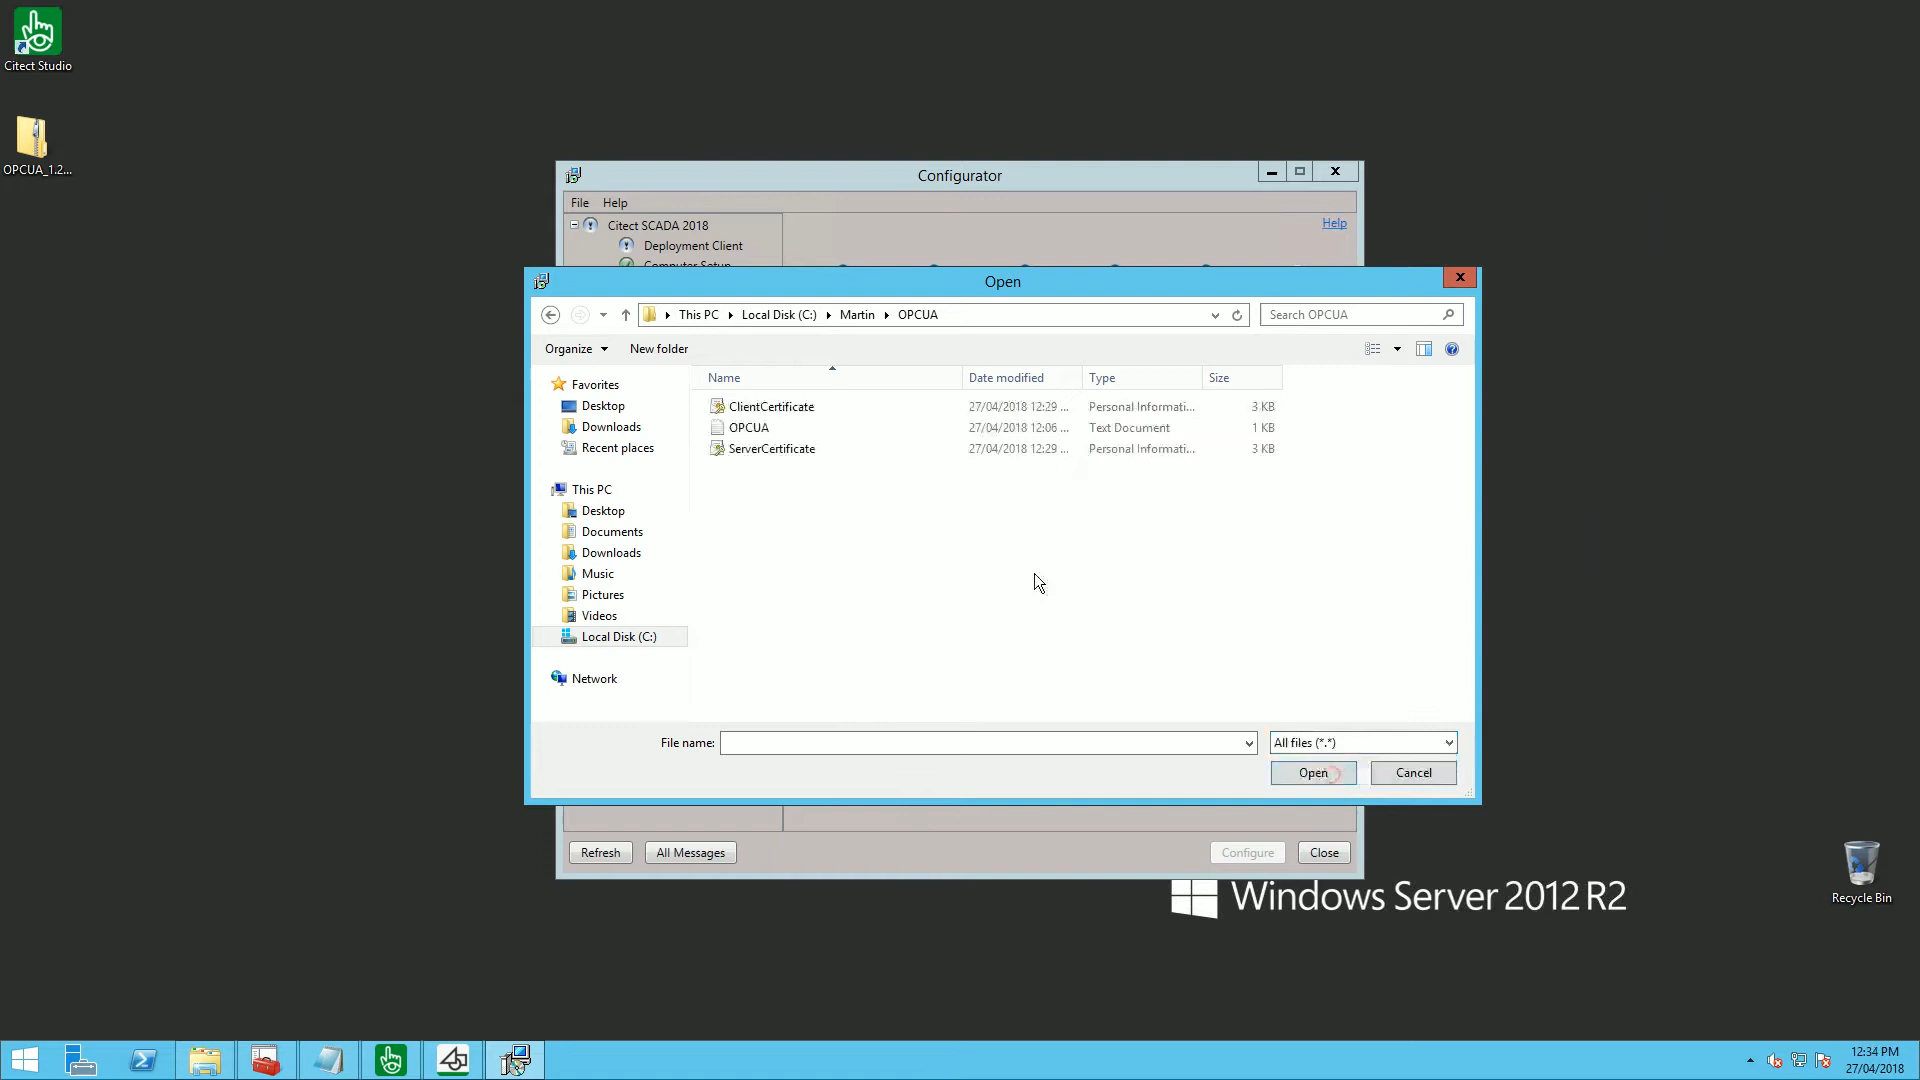 Citect Studio
OPCUA_1.2...
Configurator
File Help
Citect SCADA 2018
Help
Deployment Client
Computer Setup
Open
This PC Local Disk (C:) Martin OPCUA
Search OPCUA
Organize New folder
Name Date modified Type Size
Favorites
Desktop
Downloads
Recent places
This PC
Desktop
Documents
Downloads
Music
Pictures
Videos
Local Disk (C:)
Network
ClientCertificate 27/04/2018 12:29 ... Personal Informati... 3 KB
OPCUA 27/04/2018 12:06 ... Text Document 1 KB
ServerCertificate 27/04/2018 12:29 ... Personal Informati... 3 KB
File name: All files (*.*)
Open Cancel
Refresh All Messages Configure Close
Windows Server 2012 R2
Recycle Bin
12:34 PM
27/04/2018